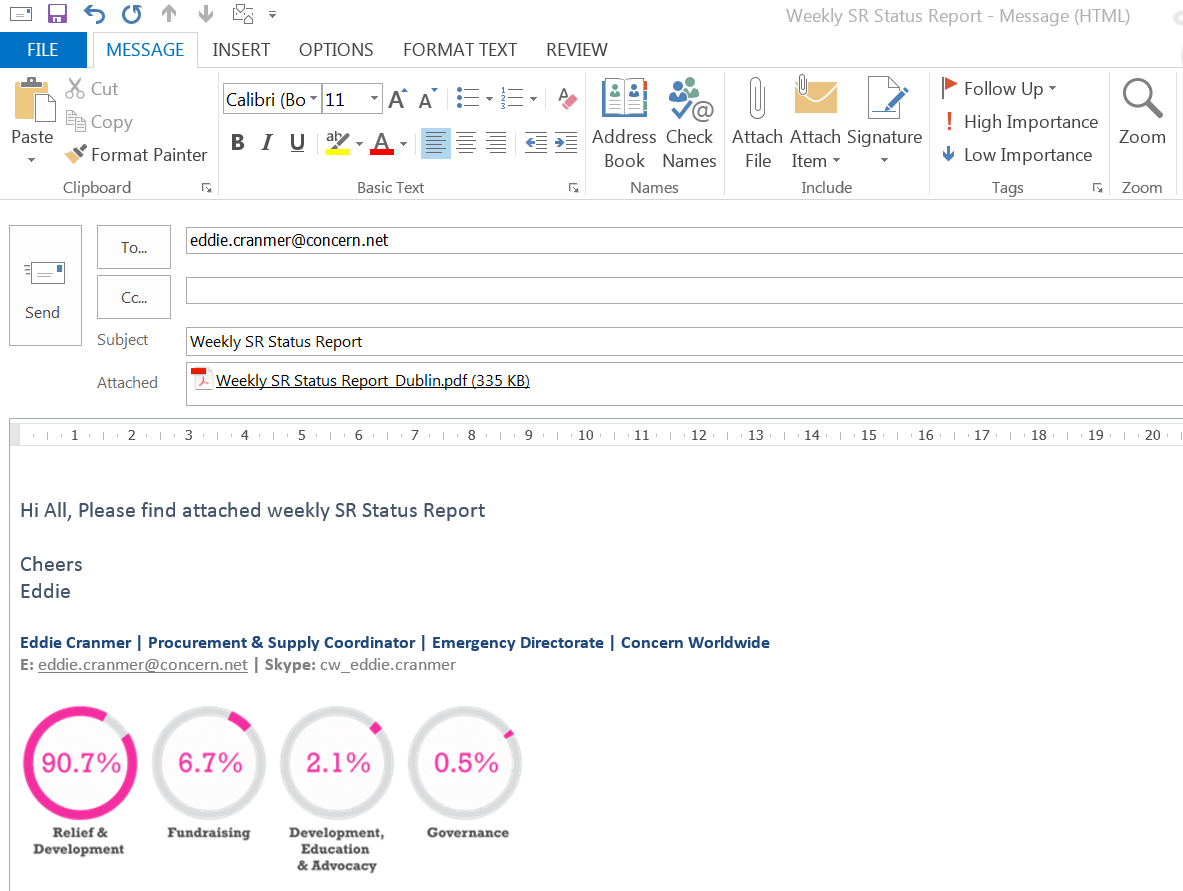 Weekly SR Status Report - Message (HTML)
FILE MESSAGE INSERT OPTIONS FORMAT TEXT REVIEW
Paste
Cut
Copy
Format Painter
Clipboard
Calibri (Bo 11 A A
B I U ab A
Basic Text
Address Book
Check Names
Names
Attach File
Attach Item
Signature
Include
Follow Up
High Importance
Low Importance
Tags
Zoom
Zoom
Send
To... eddie.cranmer@concern.net
Cc...
Subject Weekly SR Status Report
Attached Weekly SR Status Report_Dublin.pdf (335 KB)
1 2 3 4 5 6 7 8 9 10 11 12 13 14 15 16 17 18 19 20
Hi All, Please find attached weekly SR Status Report
Cheers
Eddie
Eddie Cranmer | Procurement & Supply Coordinator | Emergency Directorate | Concern Worldwide
E: eddie.cranmer@concern.net | Skype: cw_eddie.cranmer
90.7% 6.7% 2.1% 0.5%
Relief &
Development
Fundraising
Development,
Education
& Advocacy
Governance